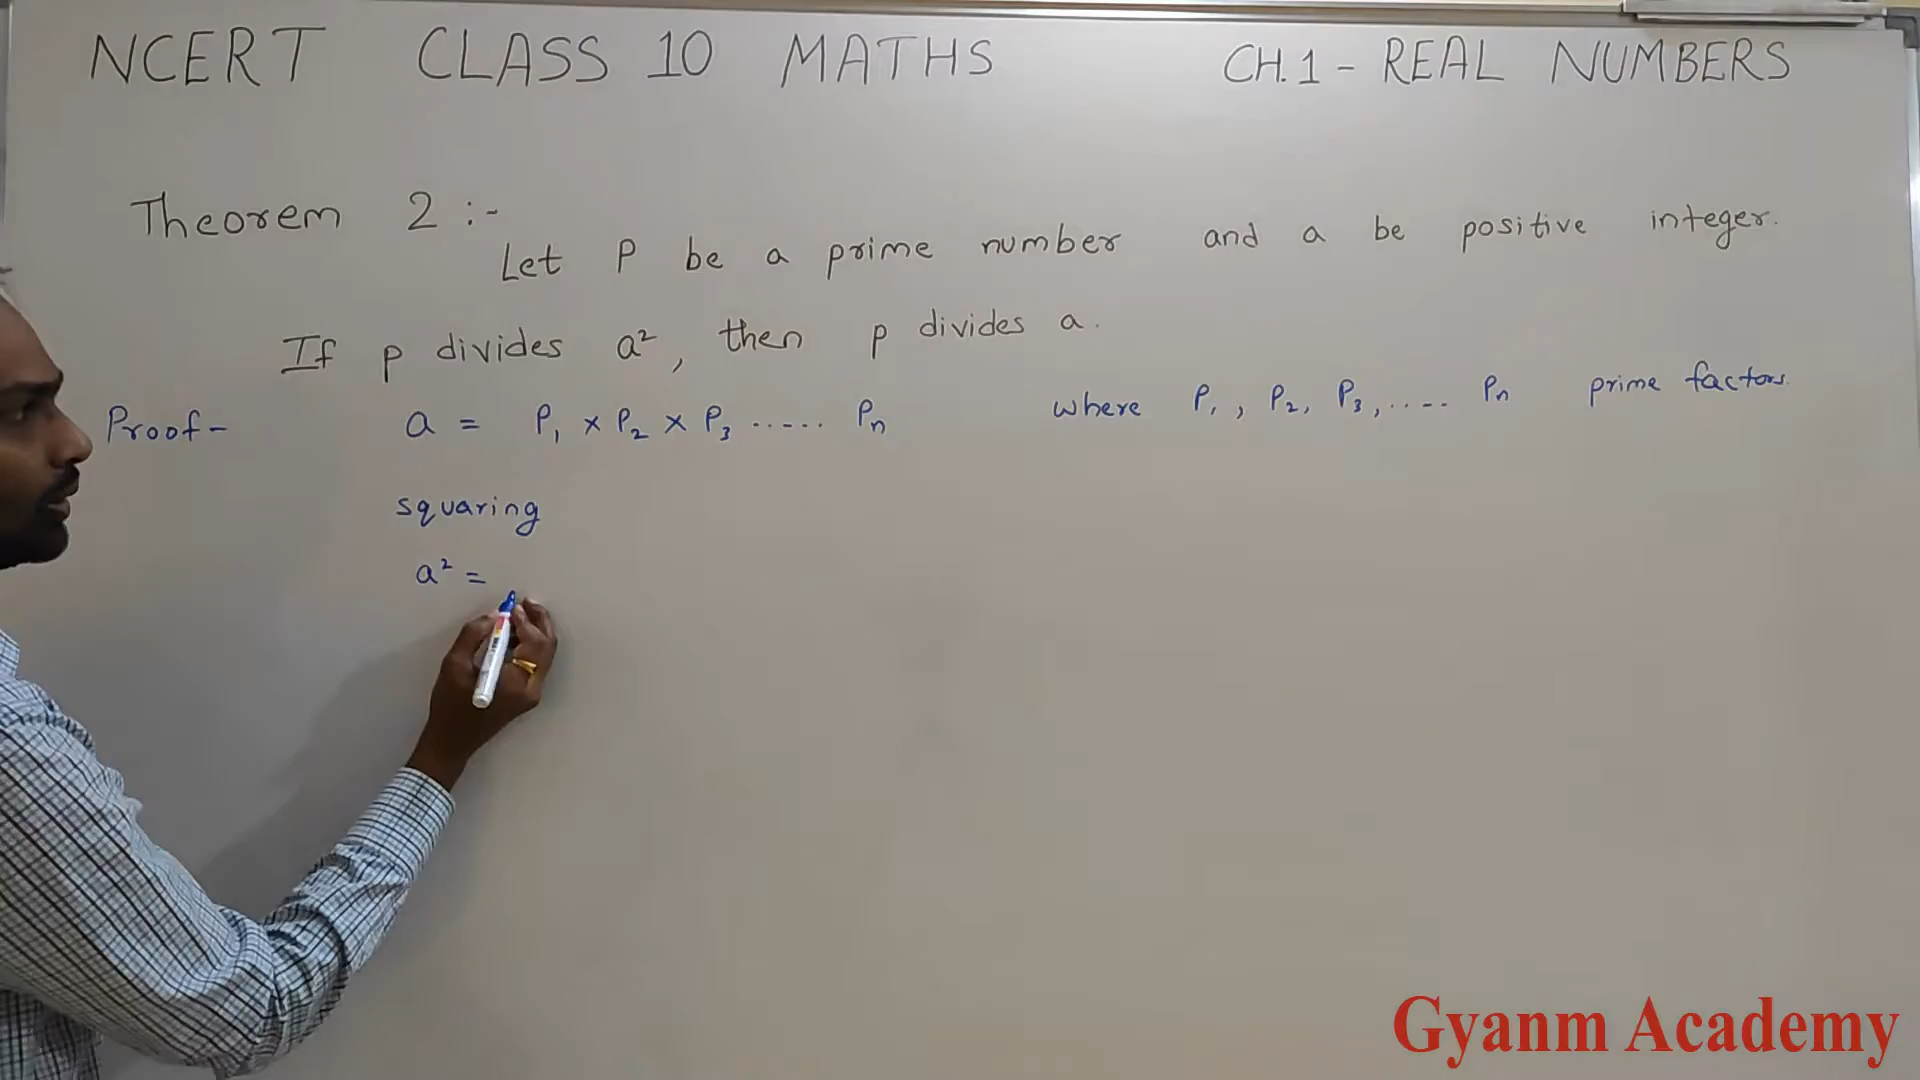 NCERT CLASS 10 MATHS CH.1 - REAL NUMBERS
Theorem 2 :-
Let P be a prime number and a be positive integer.
If p divides a², then p divides a.
Proof- a = P₁ × P₂ × P₃ ..... Pₙ where P₁, P₂, P₃, .... Pₙ prime factors.
squaring
a² =
Gyanm Academy